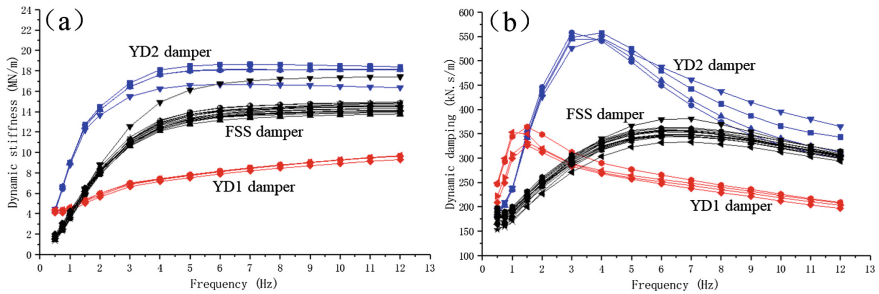 (a)
Dynamic stiffness (MN/m)
24
22
20
18
16
14
12
10
8
6
4
2
0
YD2 damper
FSS damper
YD1 damper
0 1 2 3 4 5 6 7 8 9 10 11 12 13
Frequency (Hz)
(b)
Dynamic damping (kN.s/m)
600
550
500
450
400
350
300
250
200
150
100
YD2 damper
FSS damper
YD1 damper
0 1 2 3 4 5 6 7 8 9 10 11 12 13
Frequency (Hz)